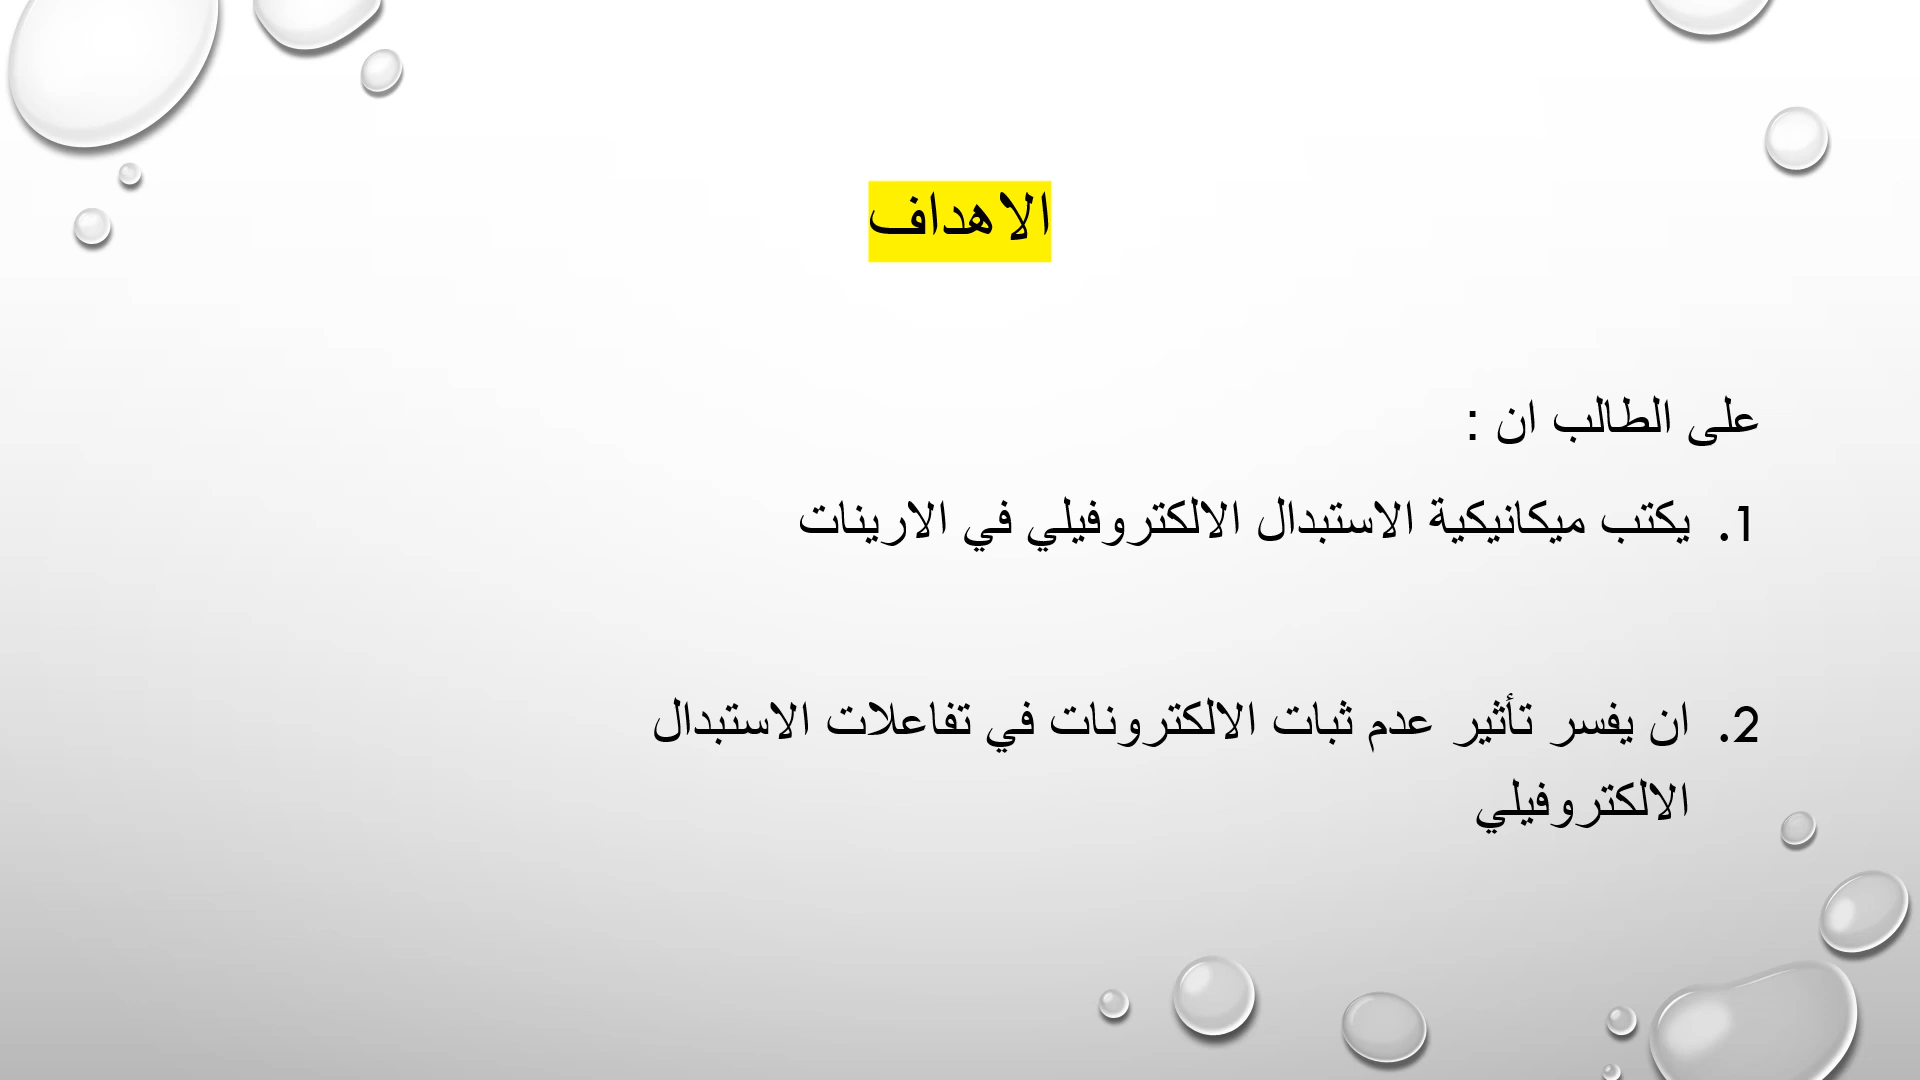 الاهداف
على الطالب ان :
1. يكتب ميكانيكية الاستبدال الالكتروفيلي في الارينات
2. ان يفسر تأثير عدم ثبات الالكترونات في تفاعلات الاستبدال
الالكتروفيلي